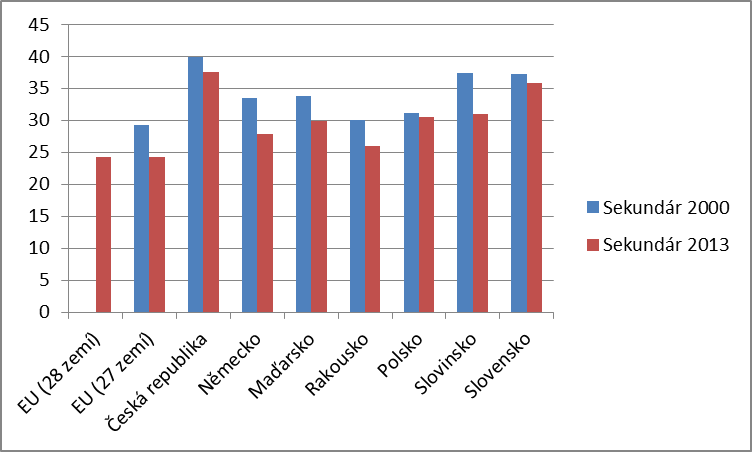 45
40
35
30
25
20
15
10
5
0
EU (28 zemí)
EU (27 zemí)
Česká republika
Německo
Maďarsko
Rakousko
Polsko
Slovinsko
Slovensko
Sekundár 2000
Sekundár 2013